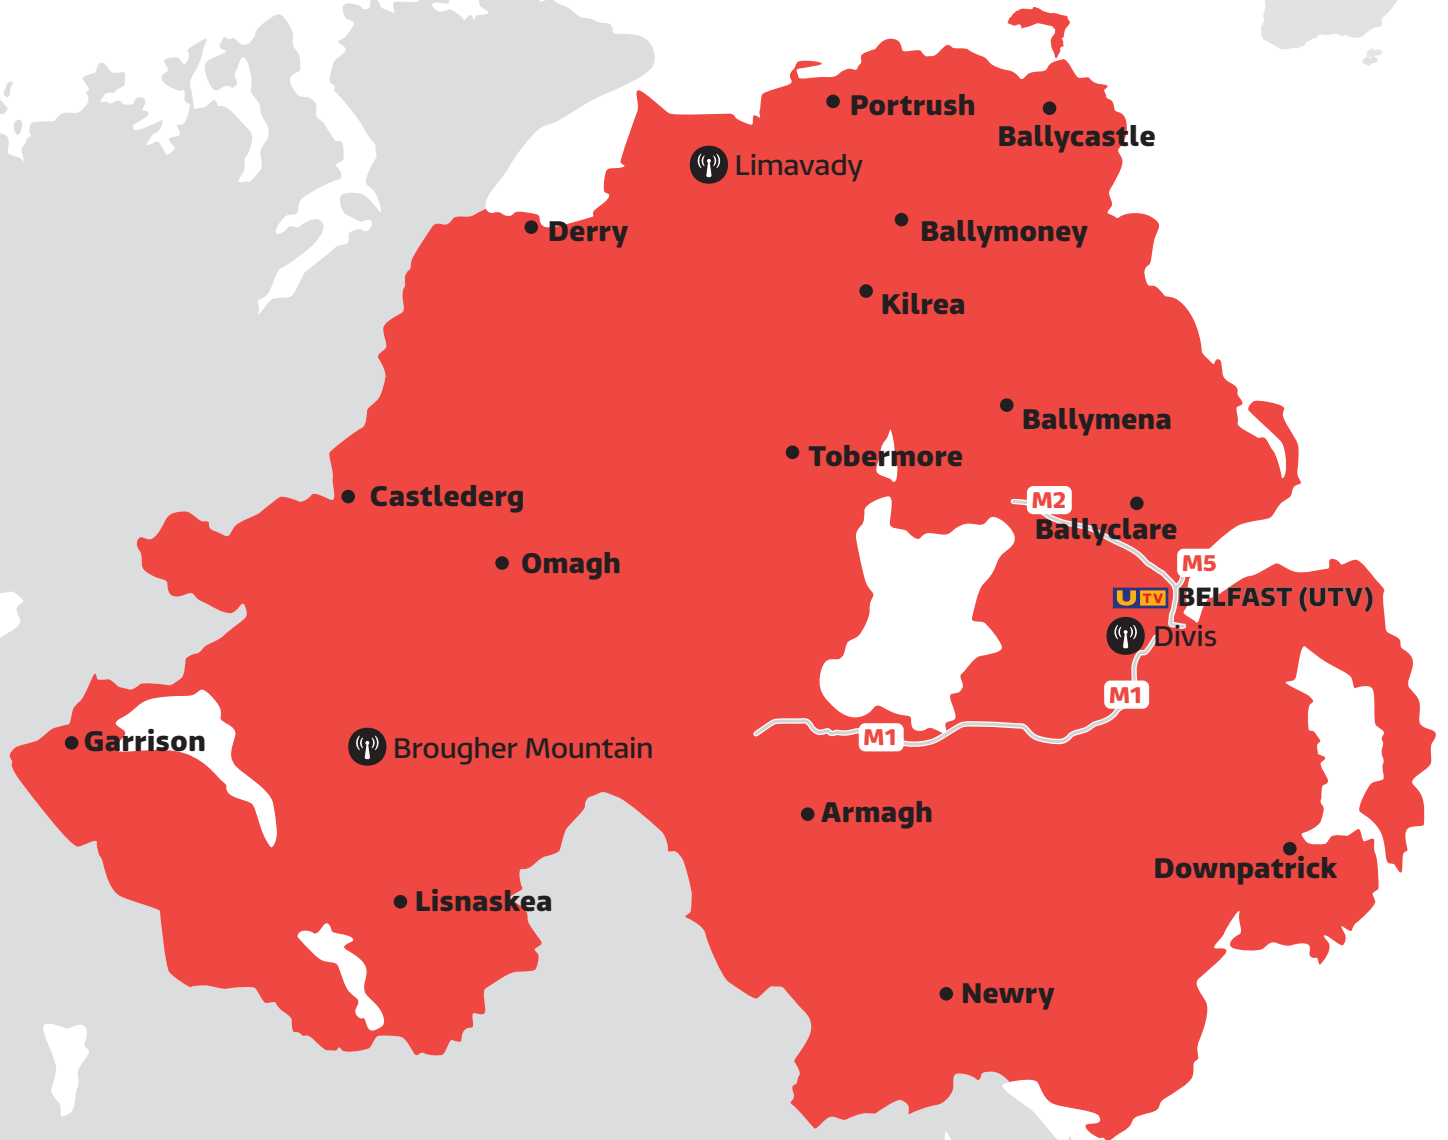 Portrush
Ballycastle
Limavady
Derry
Ballymoney
Kilrea
Ballymena
Tobermore
Castlederg
M2
Ballyclare
Omagh
M5
UTV BELFAST (UTV)
Divis
M1
Garrison
Brougher Mountain
M1
Armagh
Downpatrick
Lisnaskea
Newry